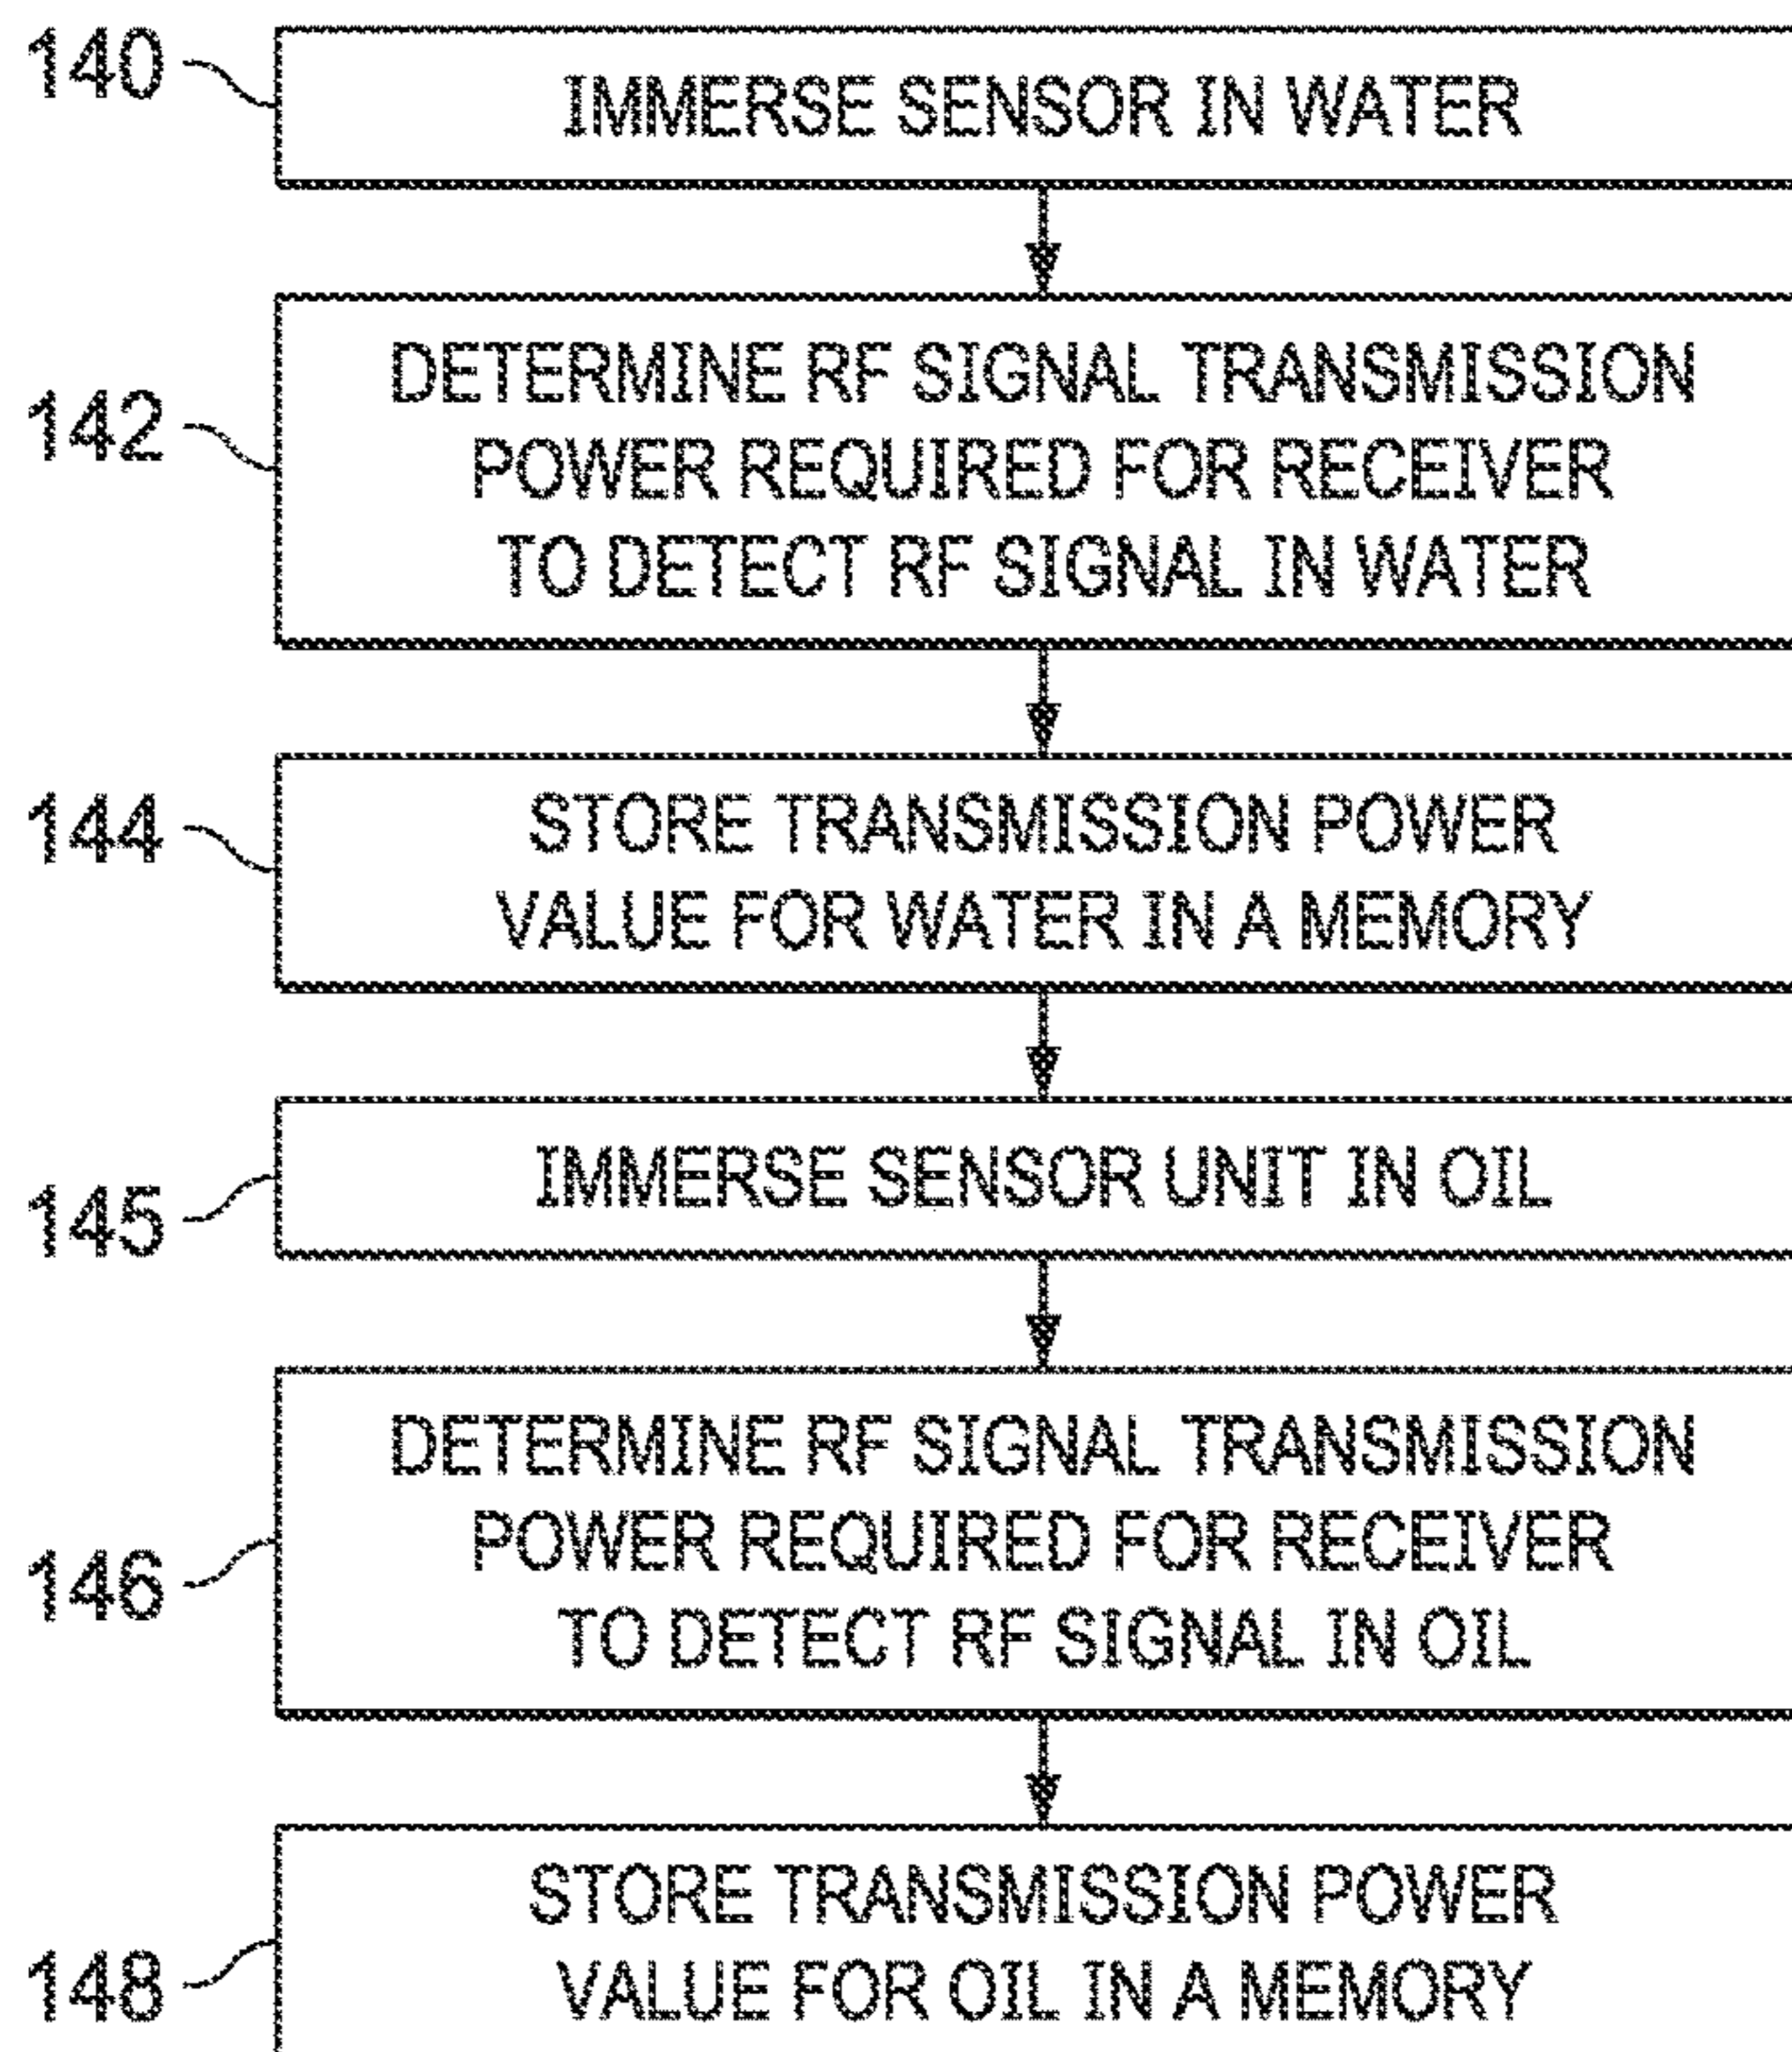 140
IMMERSE SENSOR IN WATER
142
DETERMINE RF SIGNAL TRANSMISSION
POWER REQUIRED FOR RECEIVER
TO DETECT RF SIGNAL IN WATER
144
STORE TRANSMISSION POWER
VALUE FOR WATER IN A MEMORY
145
IMMERSE SENSOR UNIT IN OIL
146
DETERMINE RF SIGNAL TRANSMISSION
POWER REQUIRED FOR RECEIVER
TO DETECT RF SIGNAL IN OIL
148
STORE TRANSMISSION POWER
VALUE FOR OIL IN A MEMORY